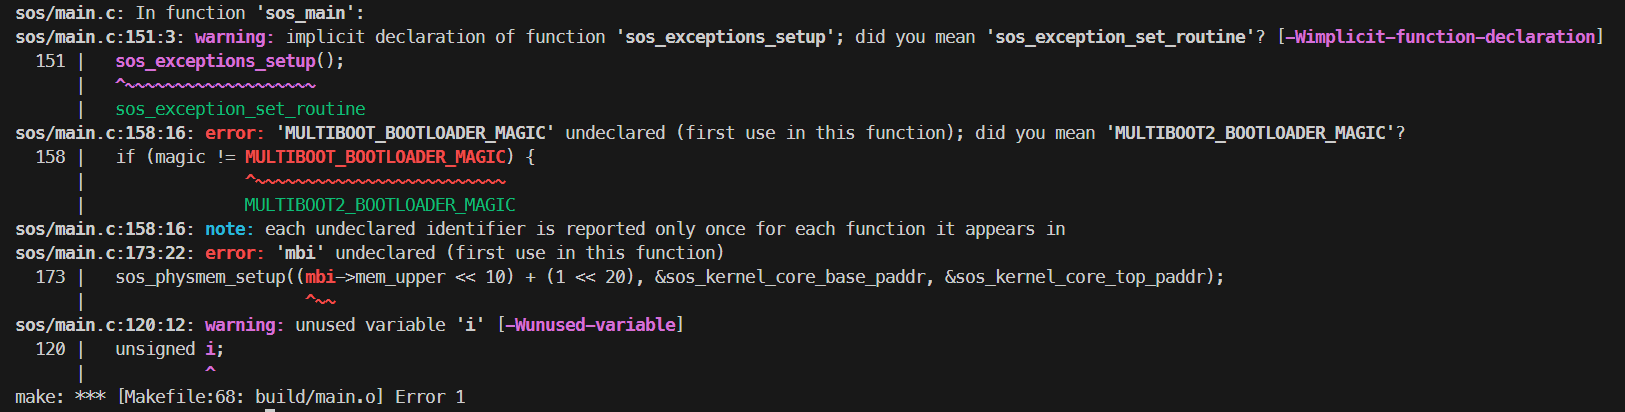 sos/main.c: In function 'sos_main':
sos/main.c:151:3: warning: implicit declaration of function 'sos_exceptions_setup'; did you mean 'sos_exception_set_routine'? [-Wimplicit-function-declaration]
  151 |   sos_exceptions_setup();
      |   ^~~~~~~~~~~~~~~~~~~~
      |   sos_exception_set_routine
sos/main.c:158:16: error: 'MULTIBOOT_BOOTLOADER_MAGIC' undeclared (first use in this function); did you mean 'MULTIBOOT2_BOOTLOADER_MAGIC'?
  158 |   if (magic != MULTIBOOT_BOOTLOADER_MAGIC) {
      |                ^~~~~~~~~~~~~~~~~~~~~~~~~~
      |                MULTIBOOT2_BOOTLOADER_MAGIC
sos/main.c:158:16: note: each undeclared identifier is reported only once for each function it appears in
sos/main.c:173:22: error: 'mbi' undeclared (first use in this function)
  173 |   sos_physmem_setup((mbi->mem_upper << 10) + (1 << 20), &sos_kernel_core_base_paddr, &sos_kernel_core_top_paddr);
      |                      ^~~
sos/main.c:120:12: warning: unused variable 'i' [-Wunused-variable]
  120 |   unsigned i;
      |            ^
make: *** [Makefile:68: build/main.o] Error 1